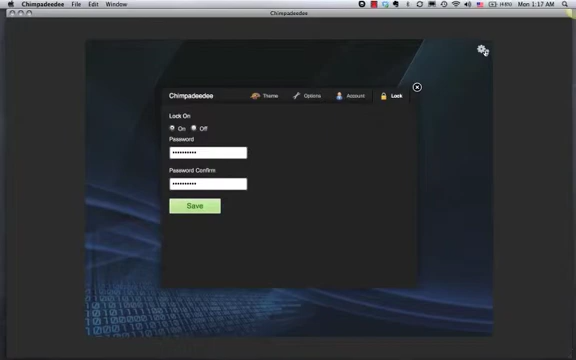 Chimpadeedee File Edit Window
Mon 1:17 AM
Chimpadeedee
Chimpadeedee Theme Options Account Lock
Lock On
On Off
Password
••••••••••
Password Confirm
••••••••••
Save